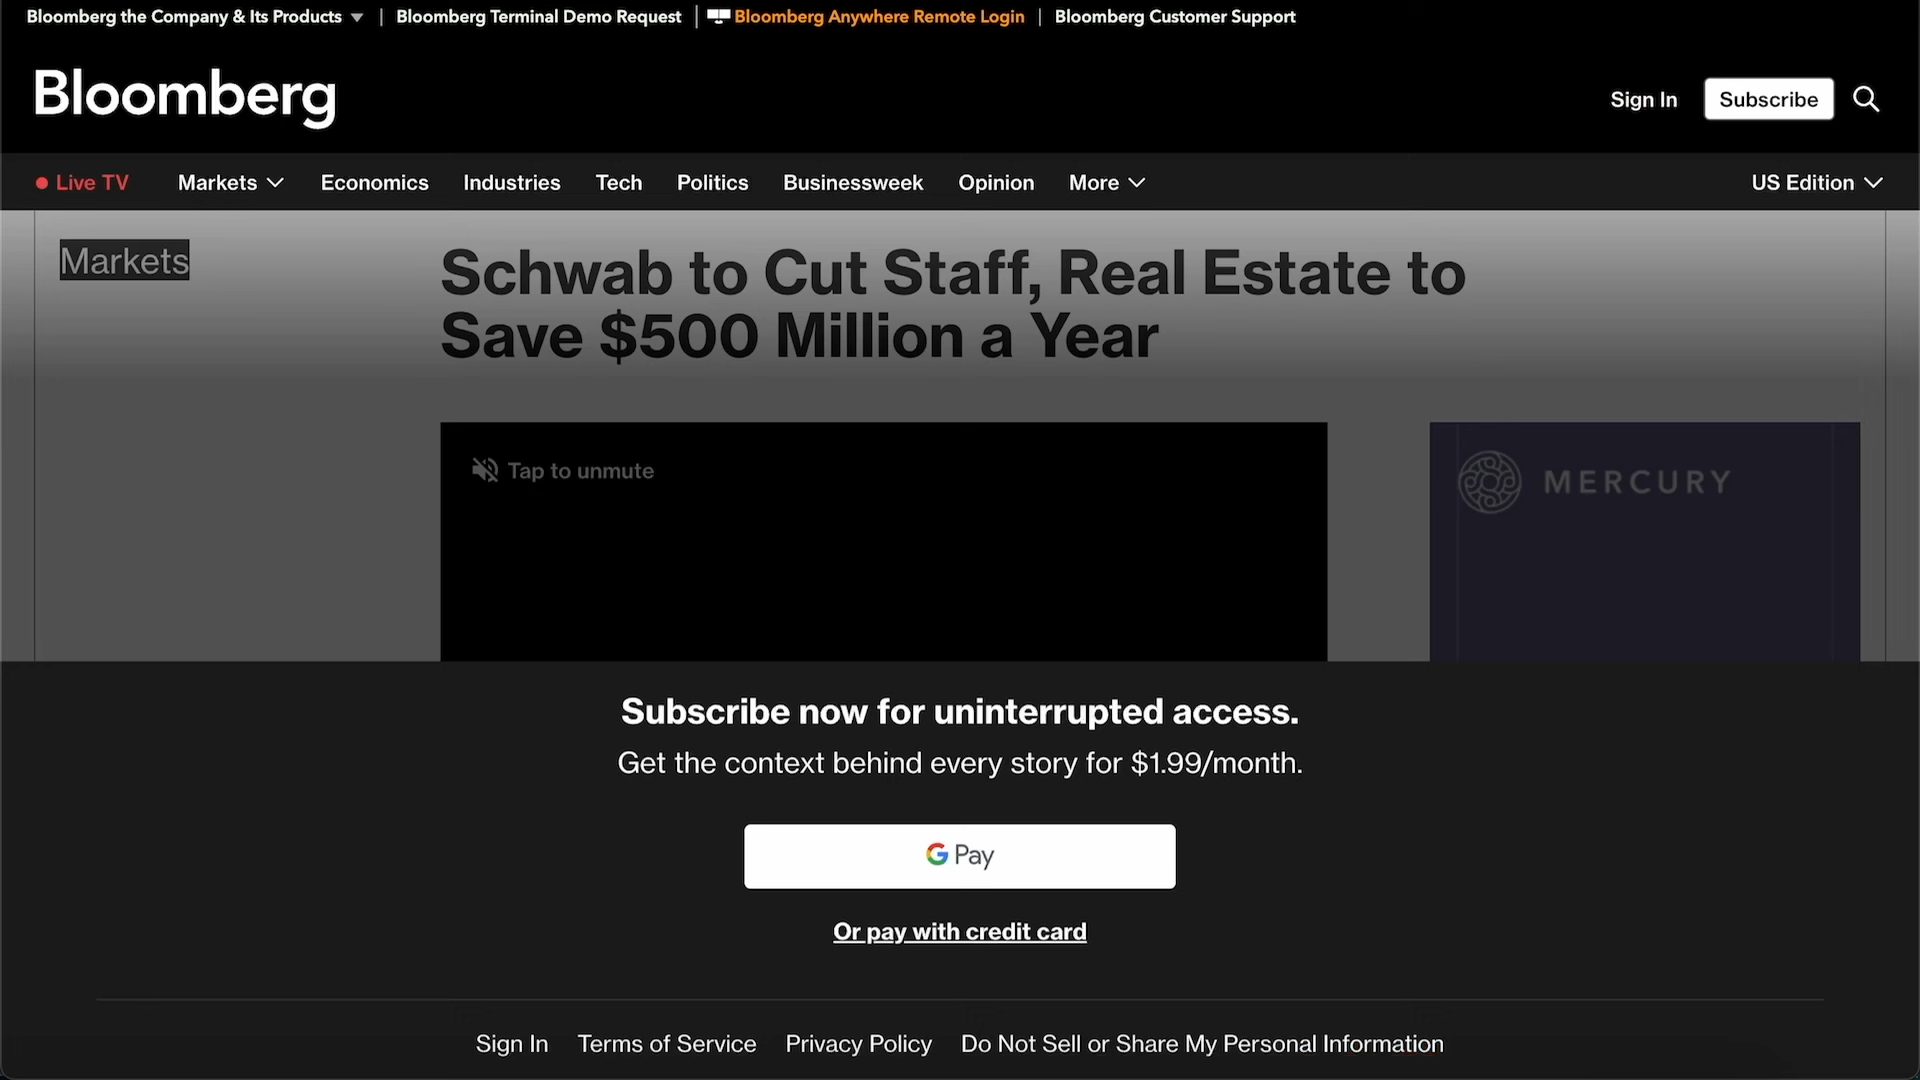 Bloomberg the Company & Its Products | Bloomberg Terminal Demo Request | Bloomberg Anywhere Remote Login | Bloomberg Customer Support
Bloomberg
Sign In Subscribe
Live TV Markets Economics Industries Tech Politics Businessweek Opinion More US Edition
Markets
Schwab to Cut Staff, Real Estate to
Save $500 Million a Year
Tap to unmute
MERCURY
Subscribe now for uninterrupted access.
Get the context behind every story for $1.99/month.
G Pay
Or pay with credit card
Sign In Terms of Service Privacy Policy Do Not Sell or Share My Personal Information